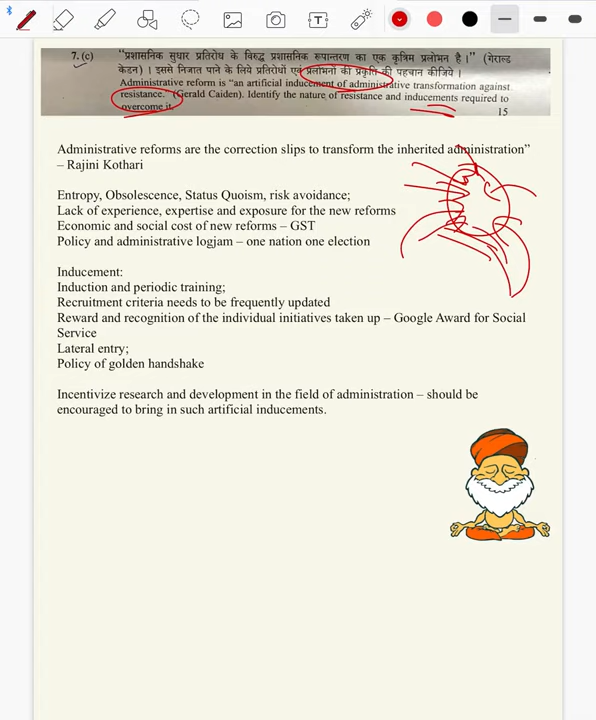 7. (c) "प्रशासनिक सुधार प्रतिरोध के विरुद्ध प्रशासनिक रूपान्तरण का एक कृत्रिम प्रलोभन है।" (गेराल्ड
केडन)। इससे निजात पाने के लिये प्रतिरोधों एवं प्रलोभनों की प्रकृति की पहचान कीजिये।
Administrative reform is "an artificial inducement of administrative transformation against
resistance. (Gerald Caiden). Identify the nature of resistance and inducements required to
overcome it.
15
Administrative reforms are the correction slips to transform the inherited administration"
– Rajini Kothari
Entropy, Obsolescence, Status Quoism, risk avoidance;
Lack of experience, expertise and exposure for the new reforms
Economic and social cost of new reforms – GST
Policy and administrative logjam – one nation one election
Inducement:
Induction and periodic training;
Recruitment criteria needs to be frequently updated
Reward and recognition of the individual initiatives taken up – Google Award for Social
Service
Lateral entry;
Policy of golden handshake
Incentivize research and development in the field of administration – should be
encouraged to bring in such artificial inducements.